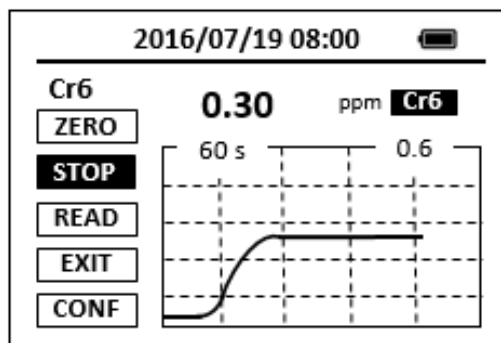 2016/07/19 08:00
Cr6
0.30 ppm Cr6
ZERO
60 s 0.6
STOP
READ
EXIT
CONF